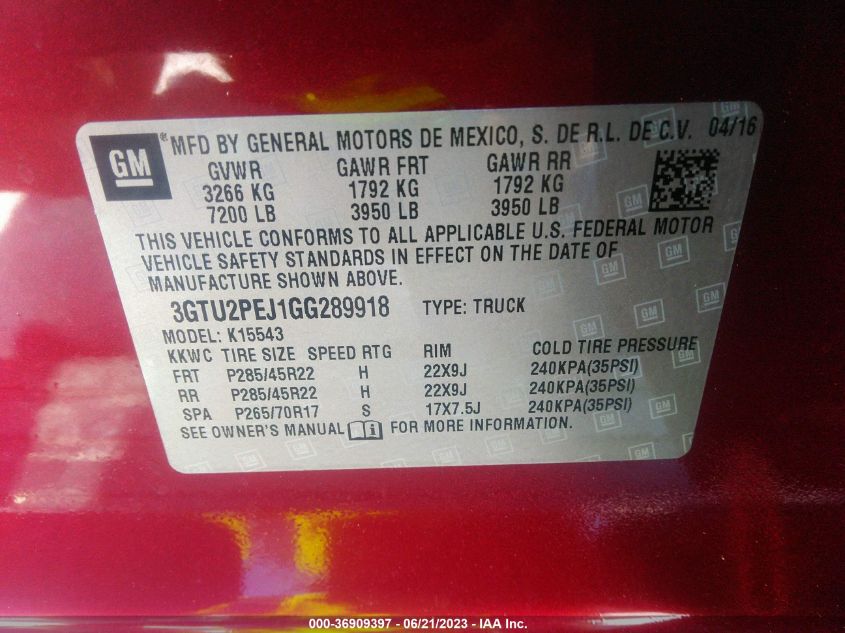 GM ® MFD BY GENERAL MOTORS DE MEXICO, S. DE R.L. DE C.V. 04/16
GVWR GAWR FRT GAWR RR
3266 KG 1792 KG 1792 KG
7200 LB 3950 LB 3950 LB
THIS VEHICLE CONFORMS TO ALL APPLICABLE U.S. FEDERAL MOTOR
VEHICLE SAFETY STANDARDS IN EFFECT ON THE DATE OF
MANUFACTURE SHOWN ABOVE.
3GTU2PEJ1GG289918 TYPE: TRUCK
MODEL: K15543
KKWC TIRE SIZE SPEED RTG RIM COLD TIRE PRESSURE
FRT P285/45R22 H 22X9J 240KPA(35PSI)
RR P285/45R22 H 22X9J 240KPA(35PSI)
SPA P265/70R17 S 17X7.5J 240KPA(35PSI)
SEE OWNER'S MANUAL i FOR MORE INFORMATION.
000-36909397 - 06/21/2023 - IAA Inc.